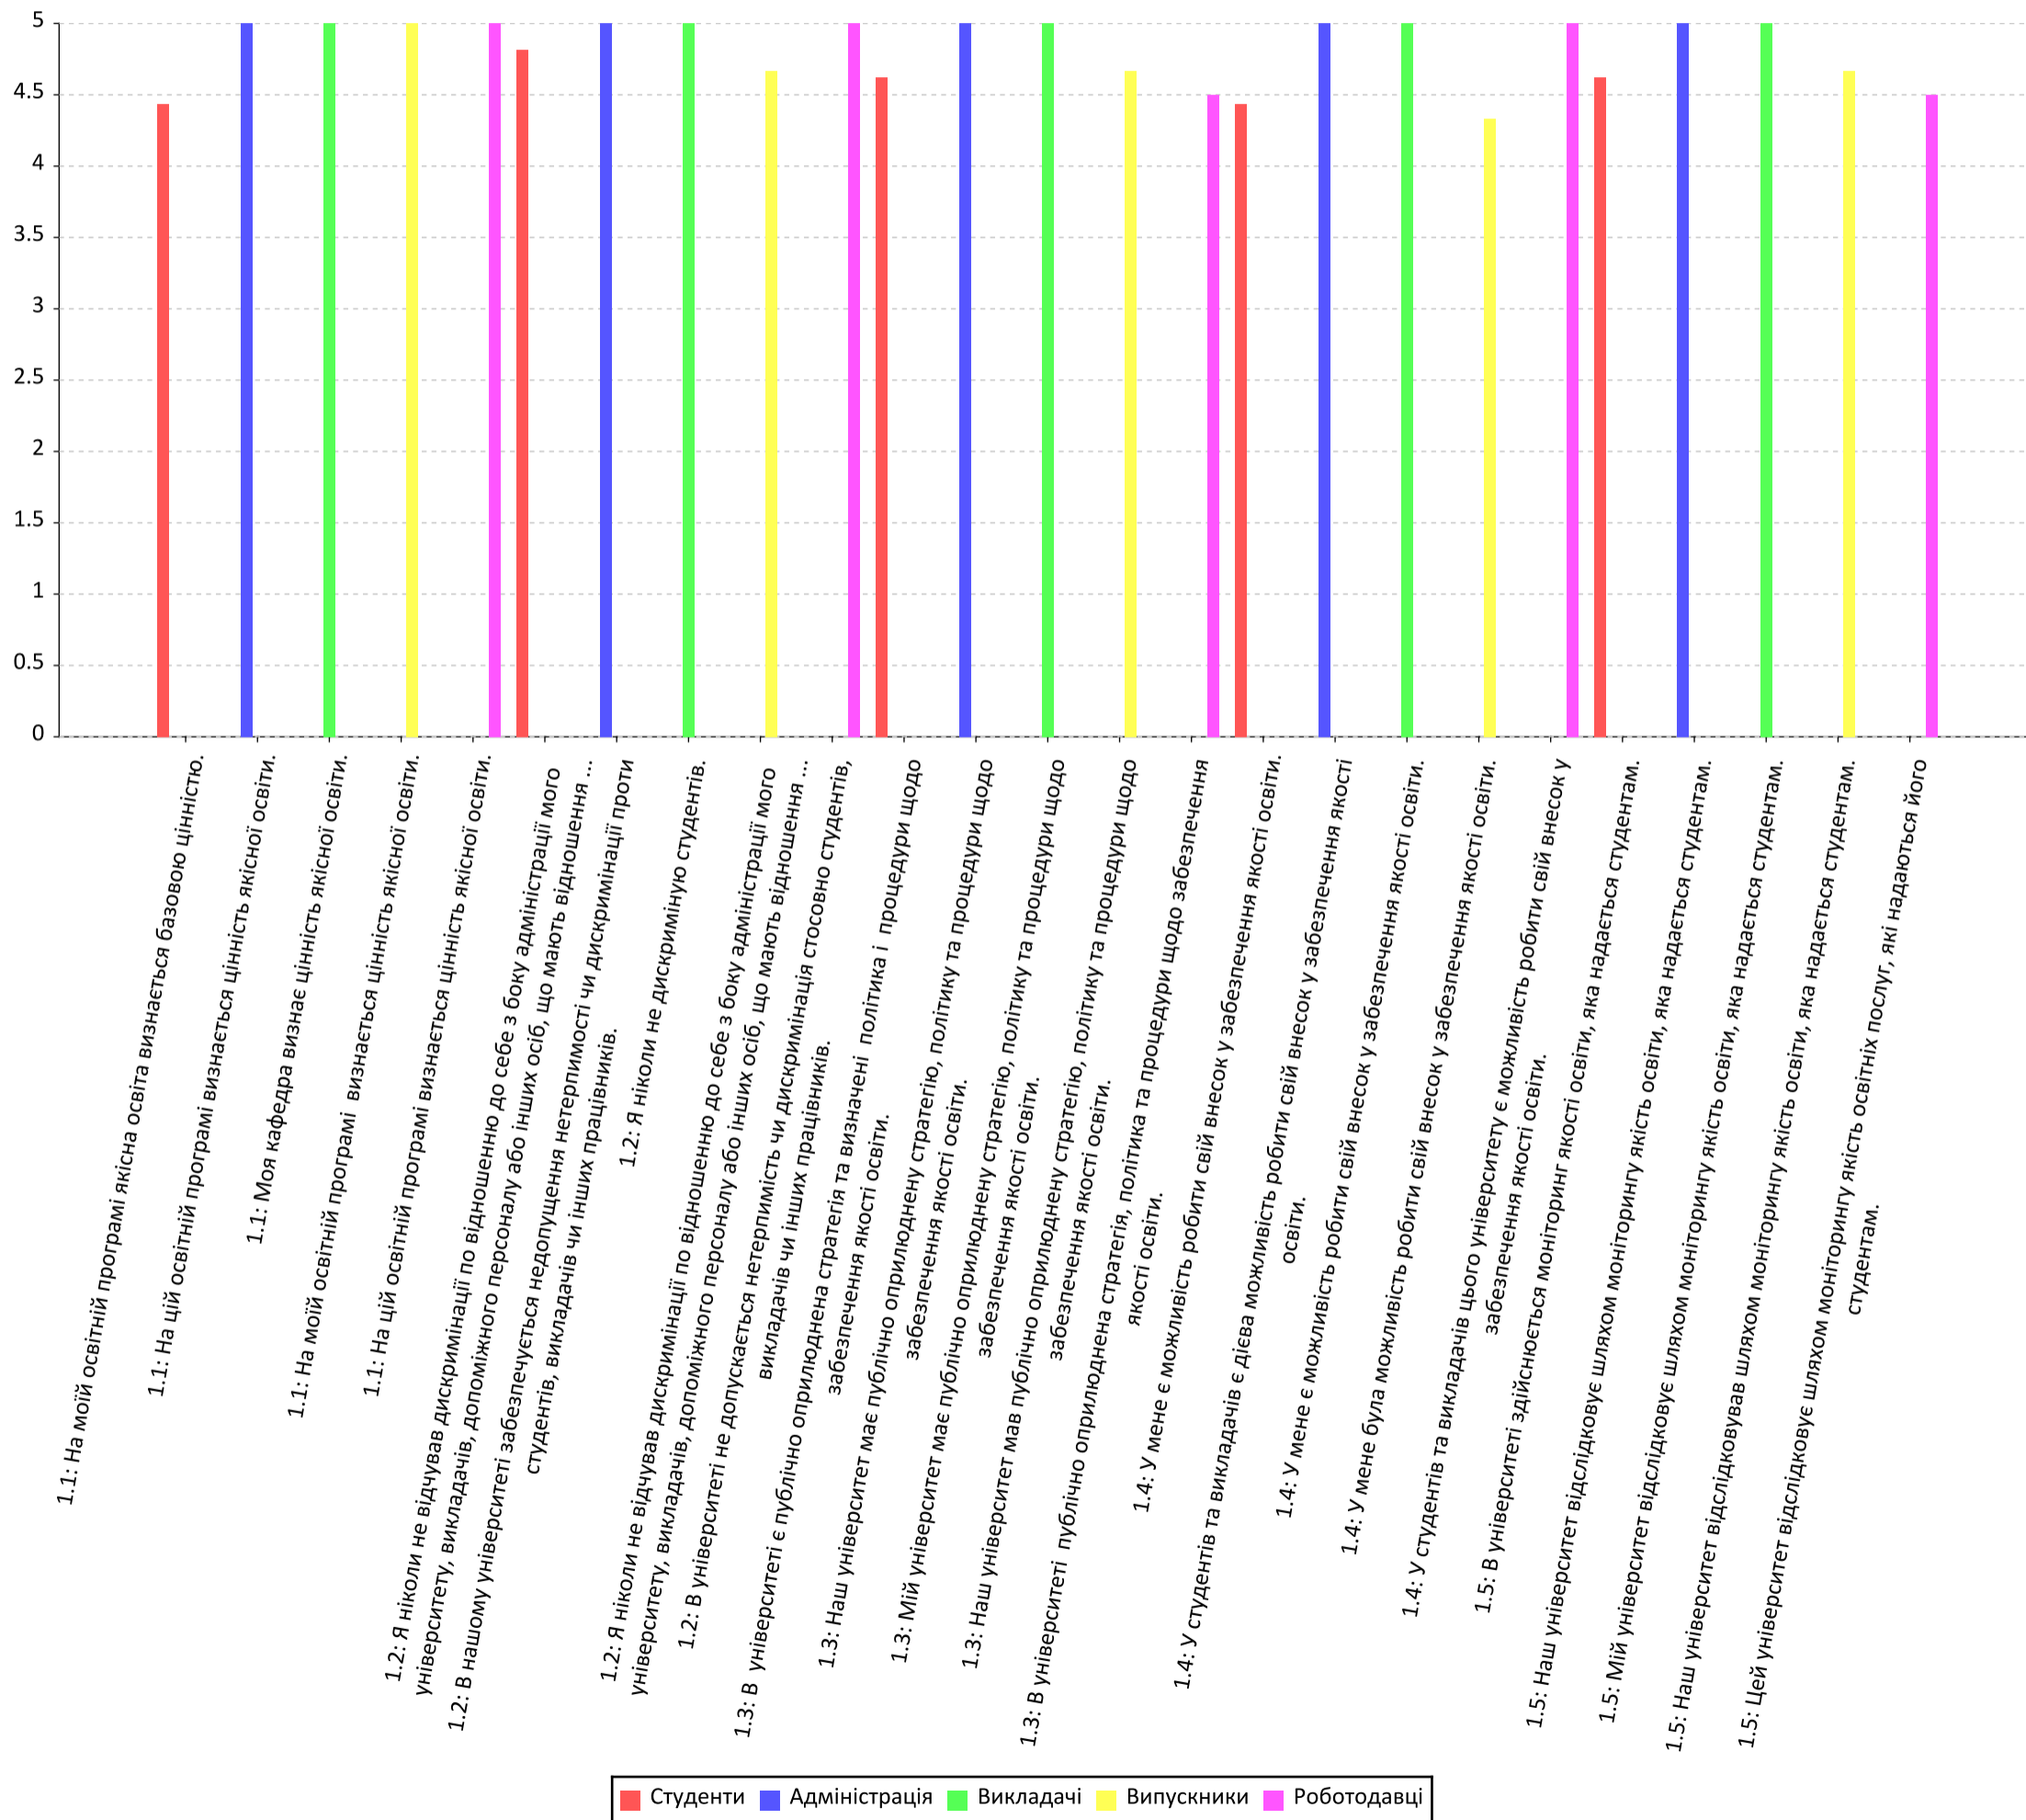 5
4.5
4
3.5
3
2.5
2
1.5
1
0.5
0
1.1: На моїй освітній програмі якісна освіта визнається базовою цінністю.
1.1: На цій освітній програмі визнається цінність якісної освіти.
1.1: Моя кафедра визнає цінність якісної освіти.
1.1: На моїй освітній програмі визнається цінність якісної освіти.
1.1: На цій освітній програмі визнається цінність якісної освіти.
1.2: Я ніколи не відчував дискримінації по відношенню до себе з боку адміністрації мого
університету, викладачів, допоміжного персоналу або інших осіб, що мають відношення ...
1.2: В нашому університеті забезпечується недопущення нетерпимості чи дискримінації проти
студентів, викладачів чи інших працівників.
1.2: Я ніколи не дискриміную студентів.
1.2: Я ніколи не відчував дискримінації по відношенню до себе з боку адміністрації мого
університету, викладачів, допоміжного персоналу або інших осіб, що мають відношення ...
1.2: В університеті не допускається нетерпимість чи дискримінація стосовно студентів,
викладачів чи інших працівників.
1.3: В університеті є публічно оприлюднена стратегія та визначені політика і процедури щодо
забезпечення якості освіти.
1.3: Наш університет має публічно оприлюднену стратегію, політику та процедури щодо
забезпечення якості освіти.
1.3: Мій університет має публічно оприлюднену стратегію, політику та процедури щодо
забезпечення якості освіти.
1.3: Наш університет мав публічно оприлюднену стратегію, політику та процедури щодо
забезпечення якості освіти.
1.3: В університеті публічно оприлюднена стратегія, політика та процедури щодо забезпечення
якості освіти.
1.4: У мене є можливість робити свій внесок у забезпечення якості освіти.
1.4: У студентів та викладачів є дієва можливість робити свій внесок у забезпечення якості
освіти.
1.4: У мене є можливість робити свій внесок у забезпечення якості освіти.
1.4: У мене була можливість робити свій внесок у забезпечення якості освіти.
1.4: У студентів та викладачів цього університету є можливість робити свій внесок у
забезпечення якості освіти.
1.5: В університеті здійснюється моніторинг якості освіти, яка надається студентам.
1.5: Наш університет відслідковує шляхом моніторингу якість освіти, яка надається студентам.
1.5: Мій університет відслідковує шляхом моніторингу якість освіти, яка надається студентам.
1.5: Наш університет відслідковував шляхом моніторингу якість освіти, яка надається студентам.
1.5: Цей університет відслідковує шляхом моніторингу якість освітніх послуг, які надаються його
студентам.
Студенти Адміністрація Викладачі Випускники Роботодавці